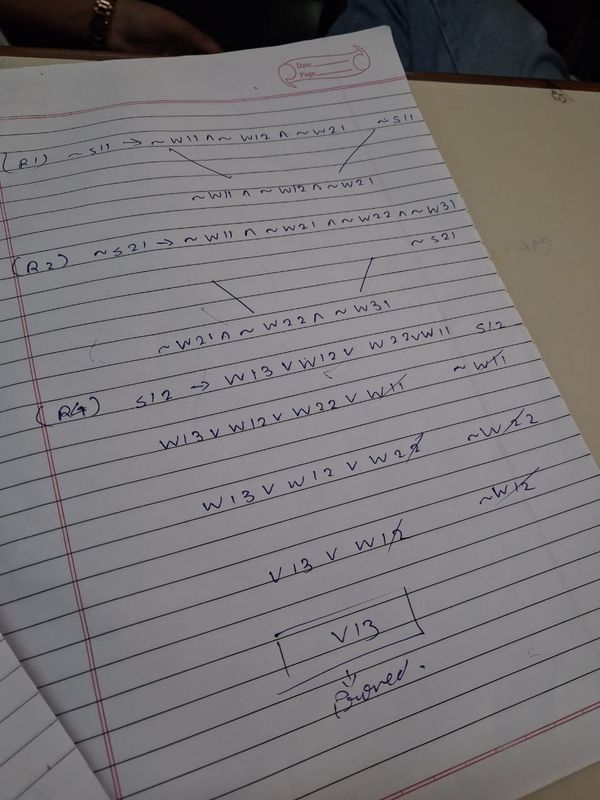 Date
Page
(R1) ~S11 → ~W11 ∧ ~W12 ∧ ~W21 ~S11
~W11 ∧ ~W12 ∧ ~W21
(R2) ~S21 → ~W11 ∧ ~W21 ∧ ~W22 ∧ ~W31
~S21
~W21 ∧ ~W22 ∧ ~W31
(R4) S12 → W13 ∨ W12 ∨ W22 ∨ W11 S12
W13 ∨ W12 ∨ W22 ∨ W11 ~W11
W13 ∨ W12 ∨ W22 ~W22
V13 ∨ W12 ~W12
V13
Proved.